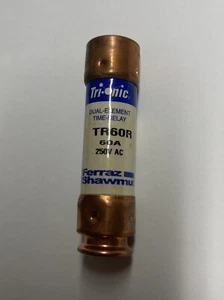 Tri-onic
DUAL-ELEMENT
TIME-DELAY
TR60R
60A
250V AC
Ferraz
Shawmu